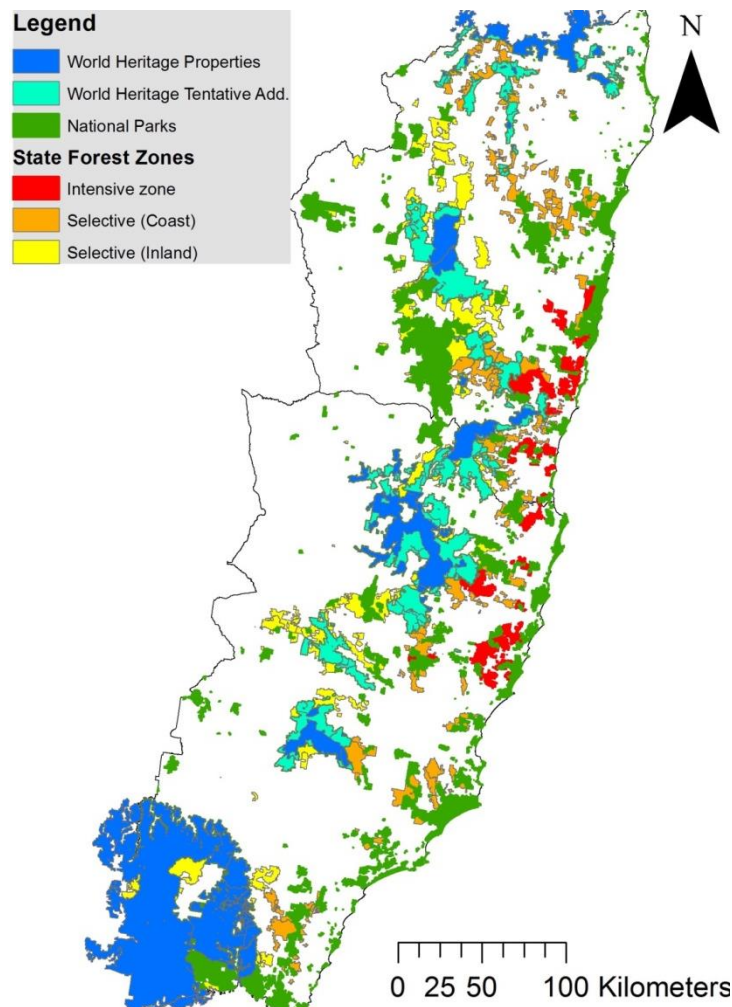 Legend
World Heritage Properties
World Heritage Tentative Add.
National Parks
State Forest Zones
Intensive zone
Selective (Coast)
Selective (Inland)
N
0 25 50 100 Kilometers